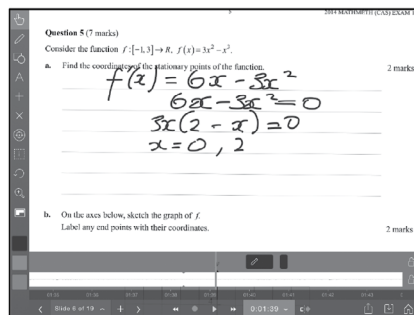 2014 MATHMETH (CAS) EXAM 1
Question 5 (7 marks)
Consider the function f : [−1, 3] → R, f(x) = 3x² − x³.
a. Find the coordinates of the stationary points of the function. 2 marks
f'(x) = 6x − 3x²
6x − 3x² = 0
3x(2 − x) = 0
x = 0, 2
b. On the axes below, sketch the graph of f.
Label any end points with their coordinates. 2 marks
Slide 6 of 19
0:01:39